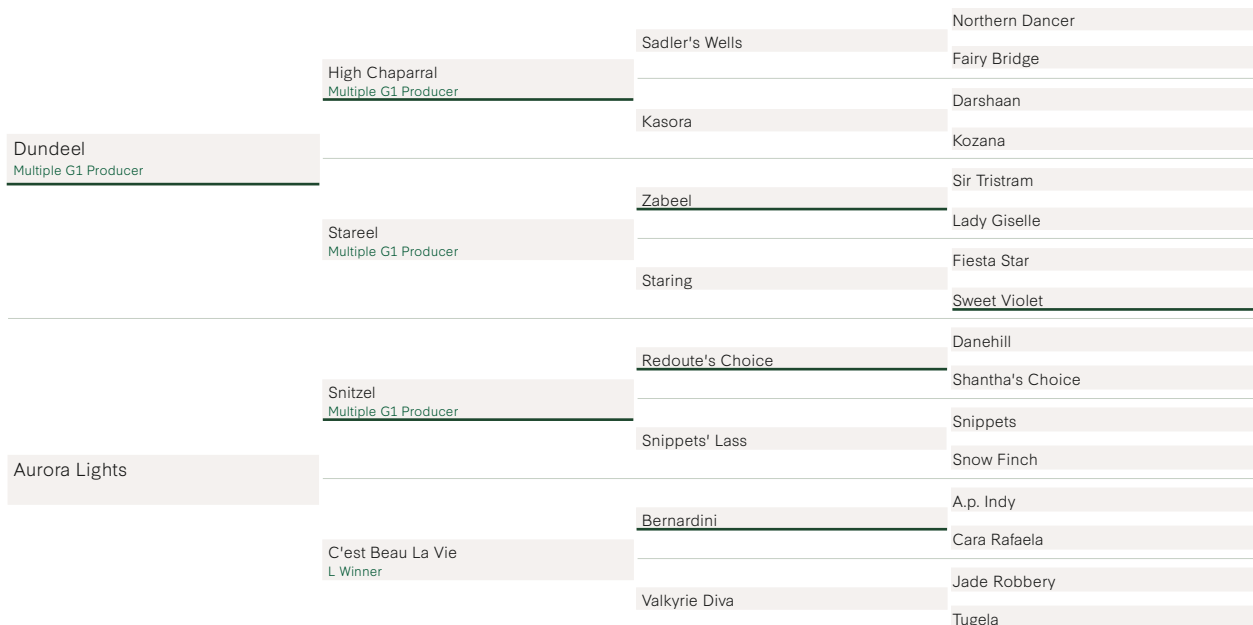 Northern Dancer
Sadler's Wells
Fairy Bridge
High Chaparral
Multiple G1 Producer
Darshaan
Kasora
Kozana
Dundeel
Multiple G1 Producer
Sir Tristram
Zabeel
Lady Giselle
Stareel
Multiple G1 Producer
Fiesta Star
Staring
Sweet Violet
Danehill
Redoute's Choice
Shantha's Choice
Snitzel
Multiple G1 Producer
Snippets
Snippets' Lass
Snow Finch
Aurora Lights
A.p. Indy
Bernardini
Cara Rafaela
C'est Beau La Vie
L Winner
Jade Robbery
Valkyrie Diva
Tugela